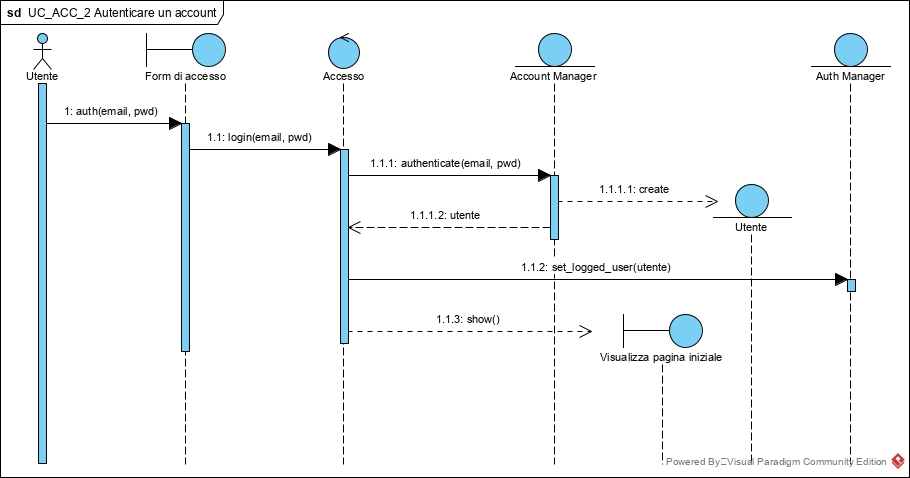 sd UC_ACC_2 Autenticare un account
Utente
Form di accesso
Accesso
Account Manager
Auth Manager
1: auth(email, pwd)
1.1: login(email, pwd)
1.1.1: authenticate(email, pwd)
1.1.1.1: create
1.1.1.2: utente
Utente
1.1.2: set_logged_user(utente)
1.1.3: show()
Visualizza pagina iniziale
Powered By Visual Paradigm Community Edition